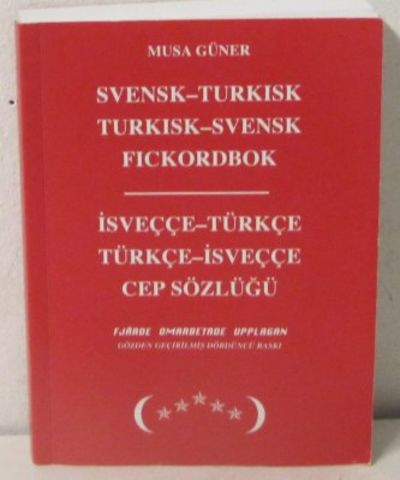 MUSA GÜNER
SVENSK–TURKISK
TURKISK–SVENSK
FICKORDBOK
İSVEÇÇE–TÜRKÇE
TÜRKÇE–İSVEÇÇE
CEP SÖZLÜĞÜ
FJÄRDE OMARBETADE UPPLAGAN
GÖZDEN GEÇİRİLMİŞ DÖRDÜNCÜ BASKI